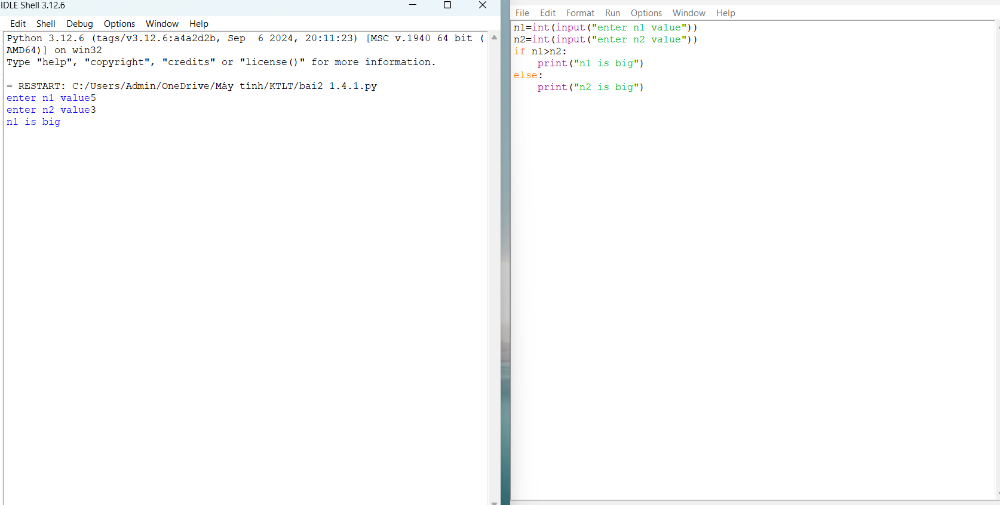 IDLE Shell 3.12.6
Edit Shell Debug Options Window Help
Python 3.12.6 (tags/v3.12.6:a4a2d2b, Sep  6 2024, 20:11:23) [MSC v.1940 64 bit (
AMD64)] on win32
Type "help", "copyright", "credits" or "license()" for more information.
= RESTART: C:/Users/Admin/OneDrive/Máy tính/KTLT/bai2 1.4.1.py
enter n1 value5
enter n2 value3
n1 is big
File Edit Format Run Options Window Help
n1=int(input("enter n1 value"))
n2=int(input("enter n2 value"))
if n1>n2:
    print("n1 is big")
else:
    print("n2 is big")